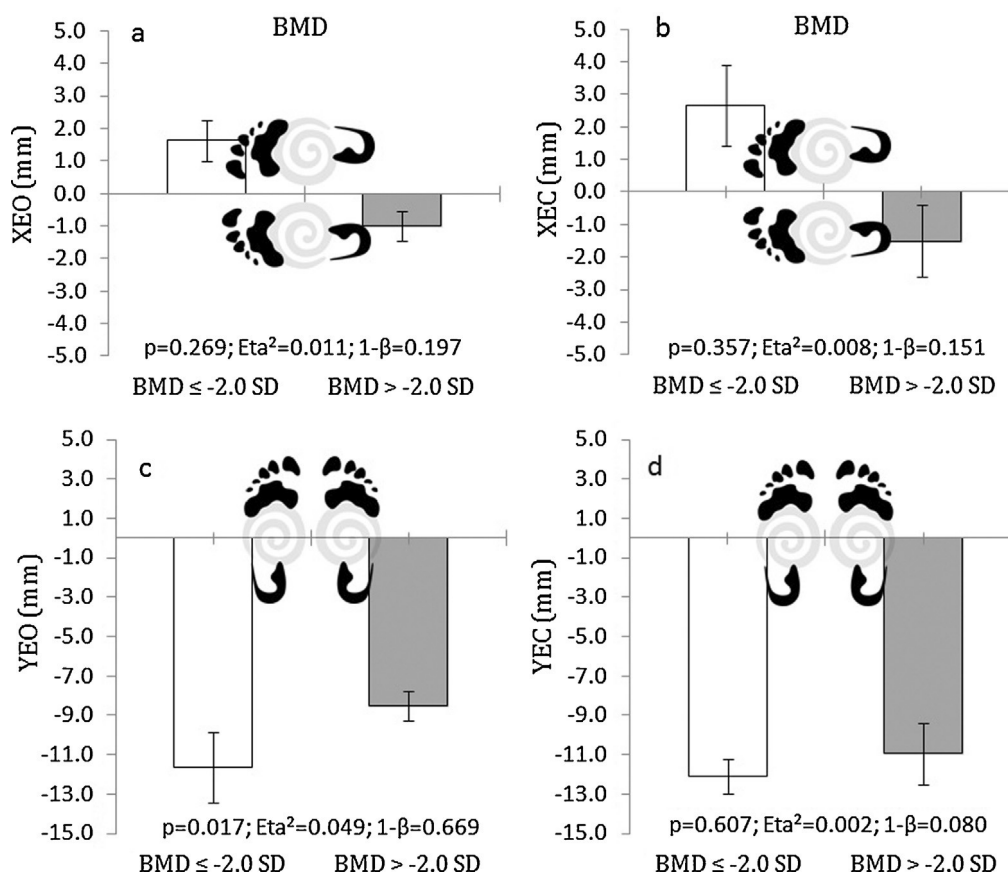 a BMD
5.0
4.0
3.0
2.0
1.0
0.0
-1.0
-2.0
-3.0
-4.0
-5.0
XEO (mm)
p=0.269; Eta²=0.011; 1-β=0.197
BMD ≤ -2.0 SD BMD > -2.0 SD
b BMD
5.0
4.0
3.0
2.0
1.0
0.0
-1.0
-2.0
-3.0
-4.0
-5.0
XEC (mm)
p=0.357; Eta²=0.008; 1-β=0.151
BMD ≤ -2.0 SD BMD > -2.0 SD
c
5.0
3.0
1.0
-1.0
-3.0
-5.0
-7.0
-9.0
-11.0
-13.0
-15.0
YEO (mm)
p=0.017; Eta²=0.049; 1-β=0.669
BMD ≤ -2.0 SD BMD > -2.0 SD
d
5.0
3.0
1.0
-1.0
-3.0
-5.0
-7.0
-9.0
-11.0
-13.0
-15.0
YEC (mm)
p=0.607; Eta²=0.002; 1-β=0.080
BMD ≤ -2.0 SD BMD > -2.0 SD